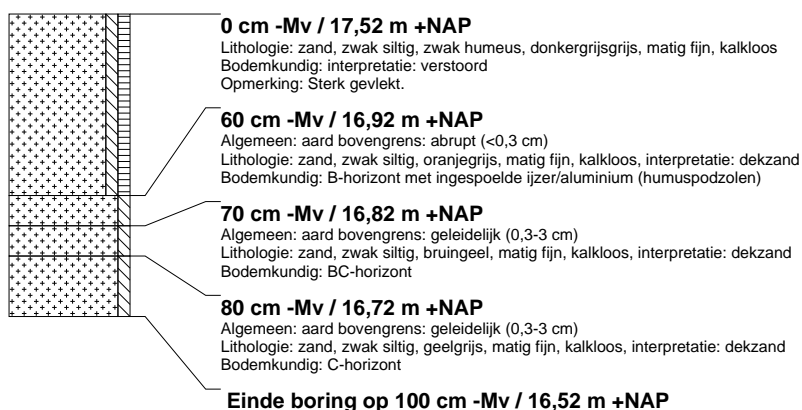 0 cm -Mv / 17,52 m +NAP
Lithologie: zand, zwak siltig, zwak humeus, donkergrijsgrijs, matig fijn, kalkloos
Bodemkundig: interpretatie: verstoord
Opmerking: Sterk gevlekt.
60 cm -Mv / 16,92 m +NAP
Algemeen: aard bovengrens: abrupt (<0,3 cm)
Lithologie: zand, zwak siltig, oranjegrijs, matig fijn, kalkloos, interpretatie: dekzand
Bodemkundig: B-horizont met ingespoelde ijzer/aluminium (humuspodzolen)
70 cm -Mv / 16,82 m +NAP
Algemeen: aard bovengrens: geleidelijk (0,3-3 cm)
Lithologie: zand, zwak siltig, bruingeel, matig fijn, kalkloos, interpretatie: dekzand
Bodemkundig: BC-horizont
80 cm -Mv / 16,72 m +NAP
Algemeen: aard bovengrens: geleidelijk (0,3-3 cm)
Lithologie: zand, zwak siltig, geelgrijs, matig fijn, kalkloos, interpretatie: dekzand
Bodemkundig: C-horizont
Einde boring op 100 cm -Mv / 16,52 m +NAP